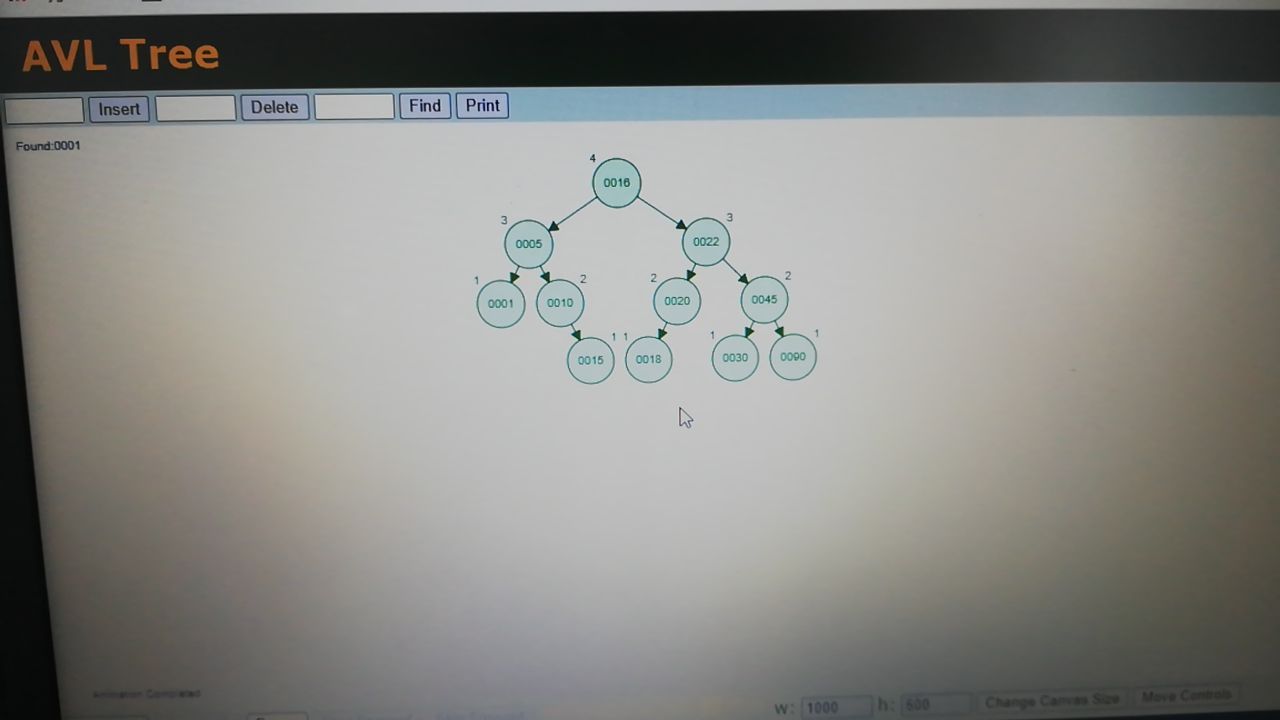 AVL Tree
Insert Delete Find Print
Found:0001
4
0016
3 3
0005 0022
1 2 2 2
0001 0010 0020 0045
1 1 1 1
0015 0018 0030 0090
Animation Completed
w: 1000 h: 500 Change Canvas Size Move Controls